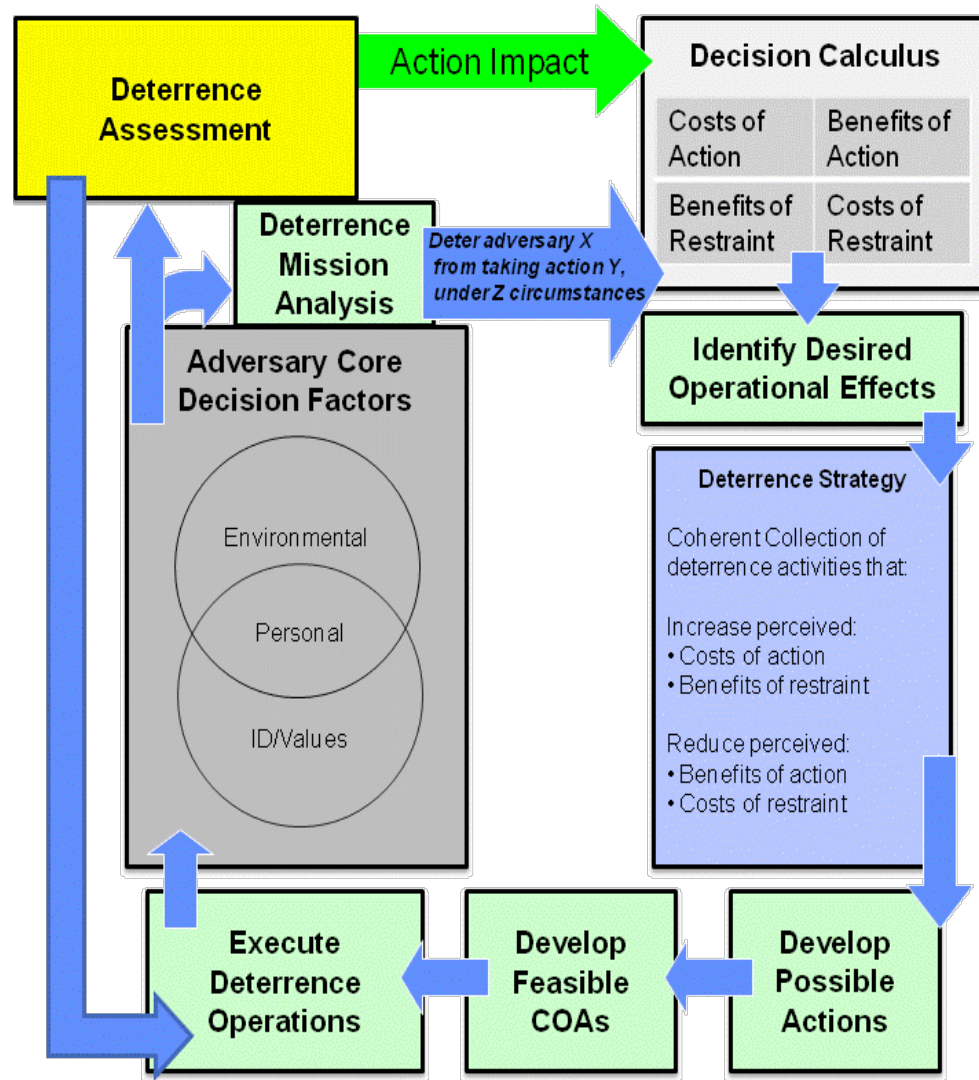 Deterrence
Assessment
Action Impact
Decision Calculus
Costs of
Action
Benefits of
Action
Benefits of
Restraint
Costs of
Restraint
Deterrence
Mission
Analysis
Deter adversary X
from taking action Y,
under Z circumstances
Identify Desired
Operational Effects
Adversary Core
Decision Factors
Environmental
Personal
ID/Values
Deterrence Strategy
Coherent Collection of
deterrence activities that:
Increase perceived:
• Costs of action
• Benefits of restraint
Reduce perceived:
• Benefits of action
• Costs of restraint
Execute
Deterrence
Operations
Develop
Feasible
COAs
Develop
Possible
Actions